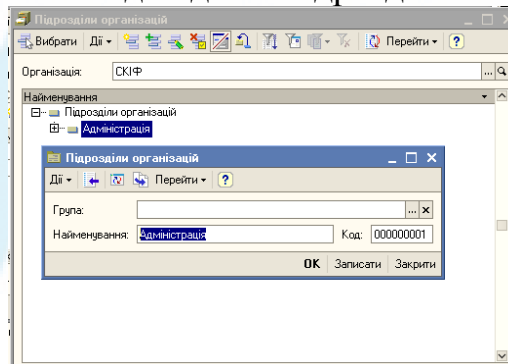 Підрозділи організацій
Вибрати Дії Перейти ?
Організація: СКІФ ...
Найменування
Підрозділи організацій
Адміністрація
Підрозділи організацій
Дії Перейти ?
Група: ... x
Найменування: Адміністрація Код: 000000001
OK Записати Закрити